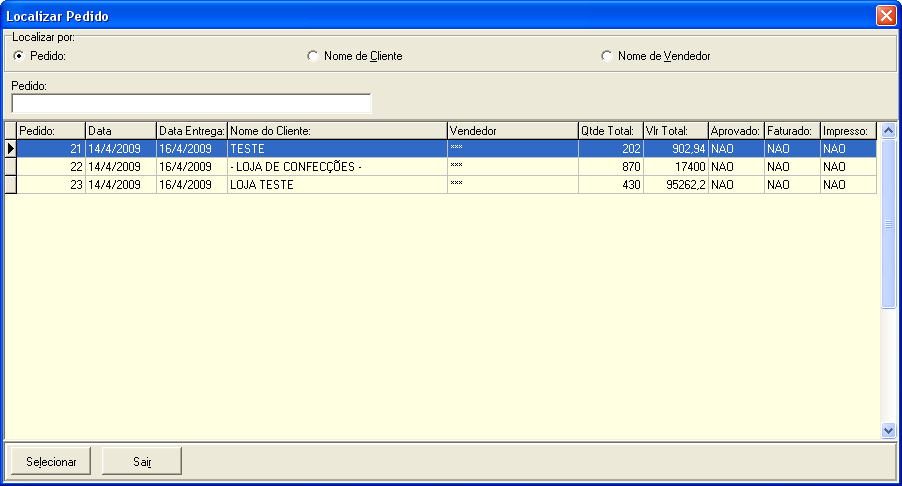 Localizar Pedido
Localizar por:
Pedido: Nome de Cliente Nome de Vendedor
Pedido:
Pedido: Data Data Entrega: Nome do Cliente: Vendedor Qtde Total: Vlr Total: Aprovado: Faturado: Impresso:
21 14/4/2009 16/4/2009 TESTE *** 202 902,94 NAO NAO NAO
22 14/4/2009 16/4/2009 - LOJA DE CONFECÇÕES - *** 870 17400 NAO NAO NAO
23 14/4/2009 16/4/2009 LOJA TESTE *** 430 95262,2 NAO NAO NAO
Selecionar Sair